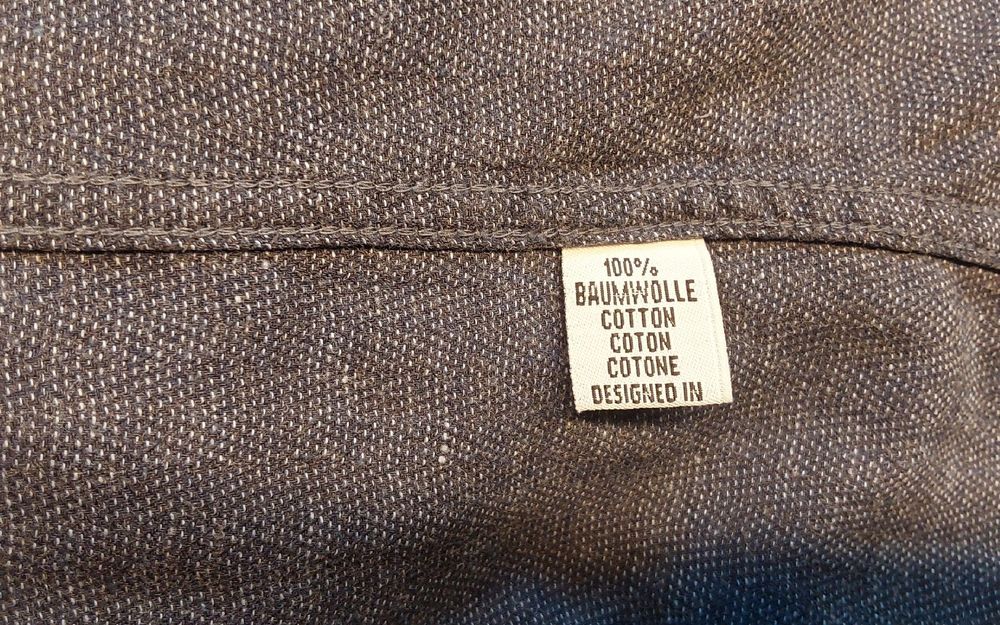 100%
BAUMWOLLE
COTTON
COTON
COTONE
DESIGNED IN